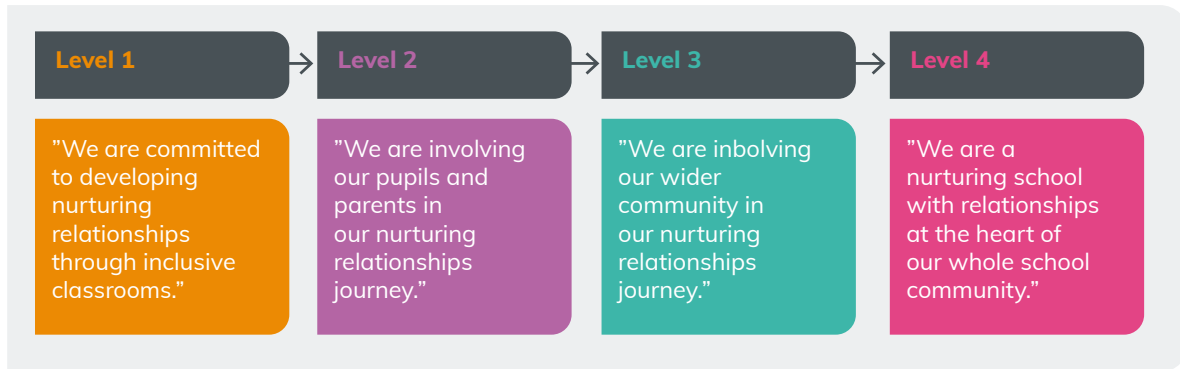 Level 1
Level 2
Level 3
Level 4
”We are committed
to developing
nurturing
relationships
through inclusive
classrooms.”
”We are involving
our pupils and
parents in
our nurturing
relationships
journey.”
”We are inbolving
our wider
community in
our nurturing
relationships
journey.”
”We are a
nurturing school
with relationships
at the heart of
our whole school
community.”